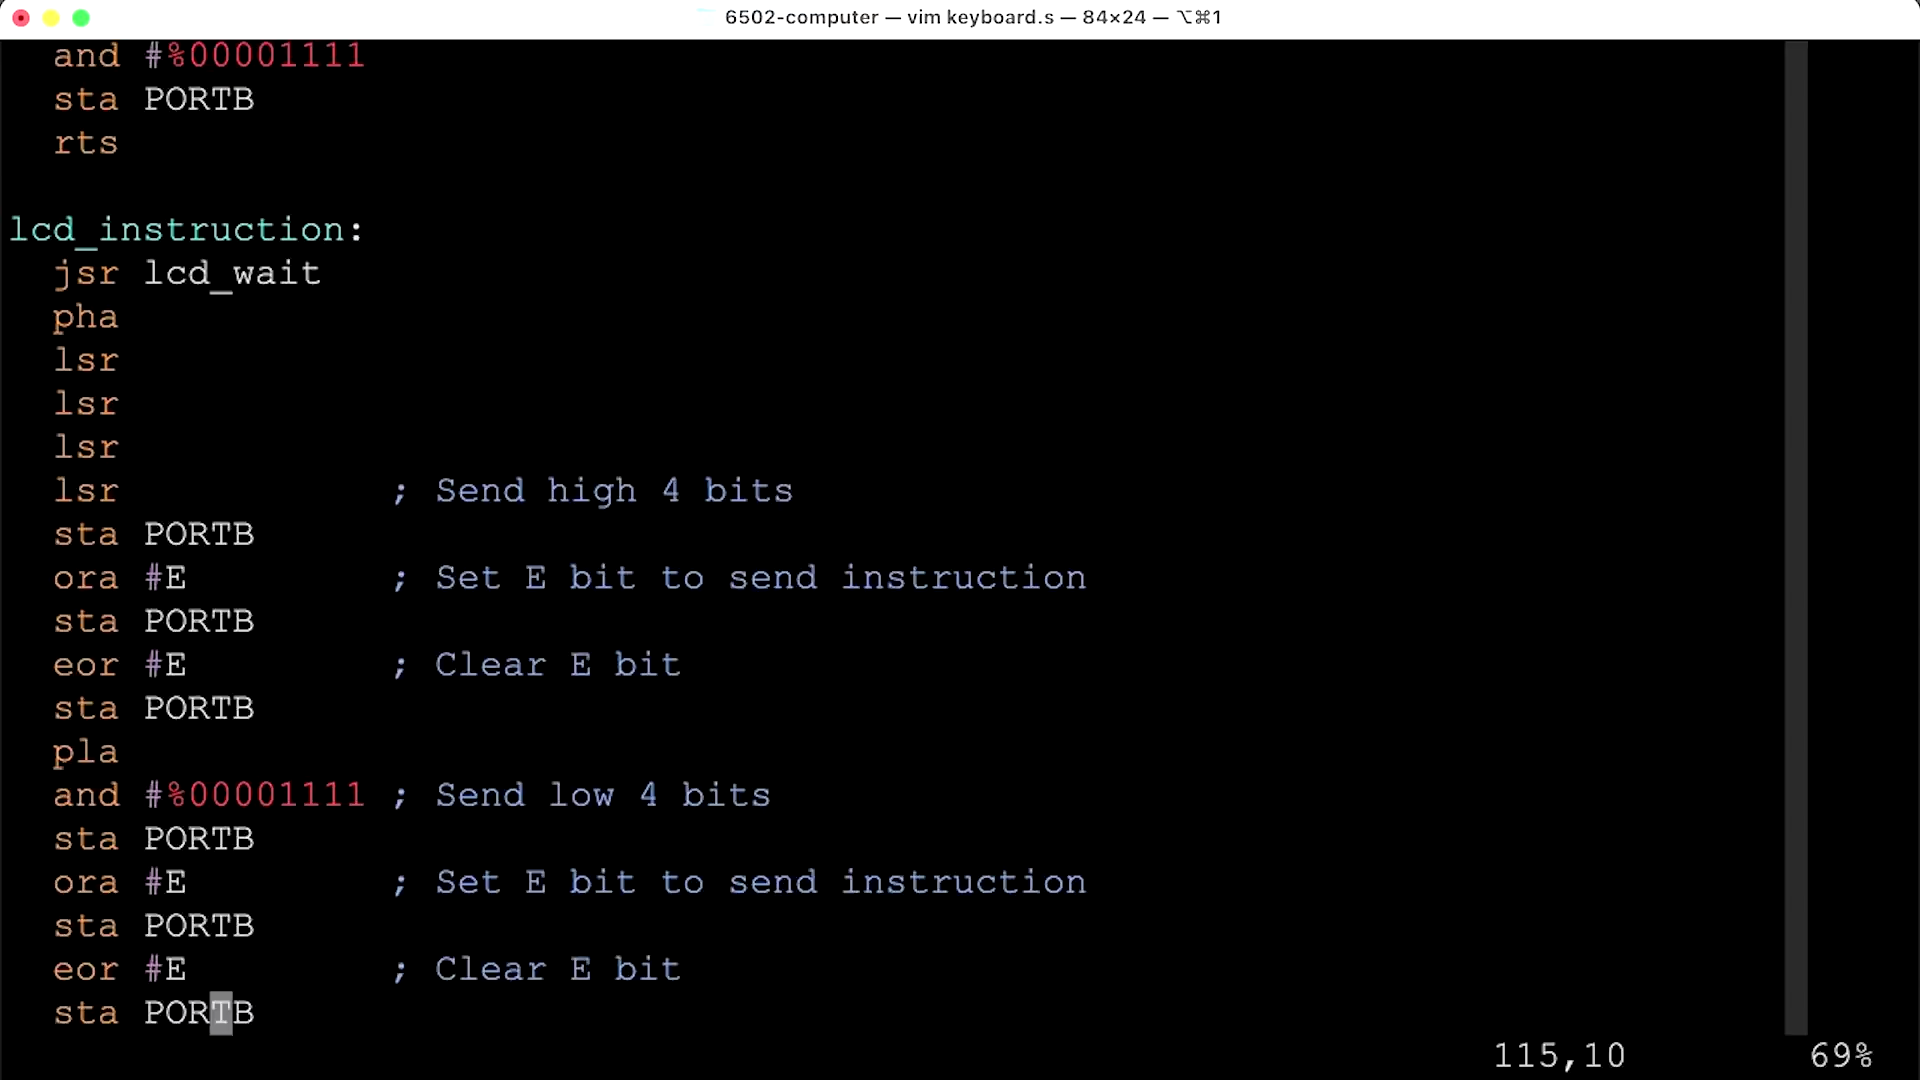 6502-computer — vim keyboard.s — 84×24 — ⌥⌘1
and #%00001111
sta PORTB
rts
lcd_instruction:
jsr lcd_wait
pha
lsr
lsr
lsr
lsr ; Send high 4 bits
sta PORTB
ora #E ; Set E bit to send instruction
sta PORTB
eor #E ; Clear E bit
sta PORTB
pla
and #%00001111 ; Send low 4 bits
sta PORTB
ora #E ; Set E bit to send instruction
sta PORTB
eor #E ; Clear E bit
sta PORTB
115,10 69%